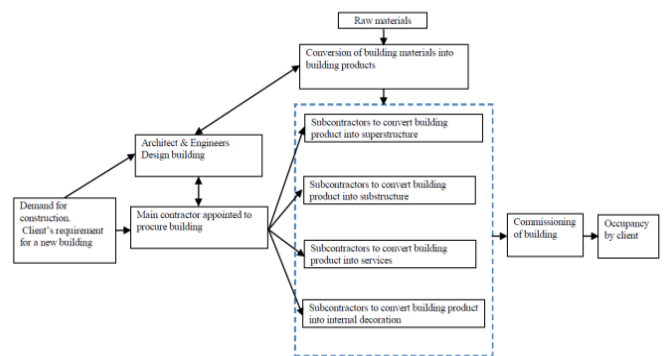 Raw materials
Conversion of building materials into
building products
Subcontractors to convert building
product into superstructure
Architect & Engineers
Design building
Subcontractors to convert building
product into substructure
Demand for
construction.
Client's requirement
for a new building
Main contractor appointed to
procure building
Commissioning
of building
Occupancy
by client
Subcontractors to convert building
product into services
Subcontractors to convert building product
into internal decoration